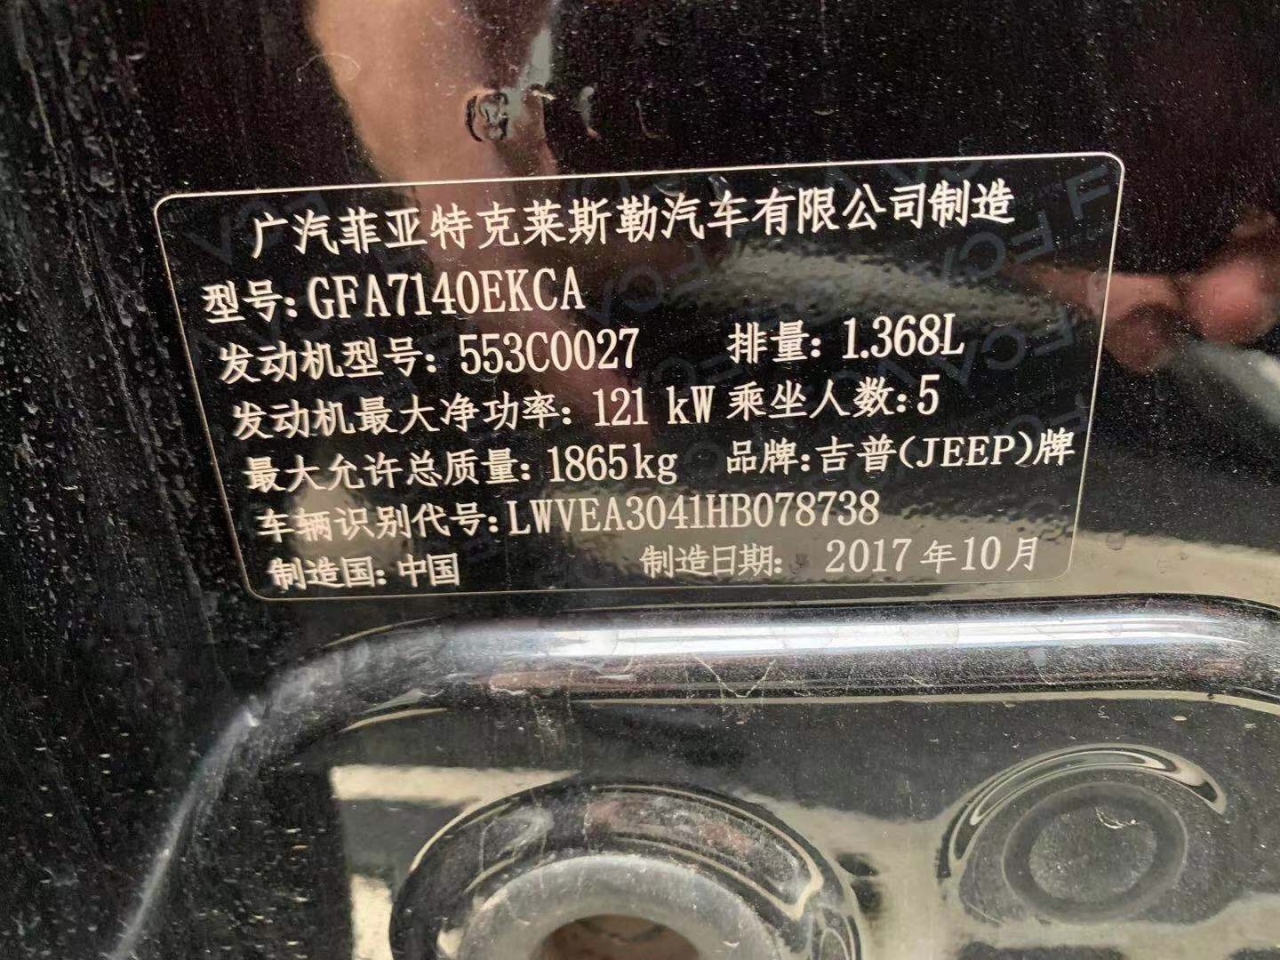 广汽菲亚特克莱斯勒汽车有限公司制造
型号: GFA7140EKCA
发动机型号: 553C0027 排量: 1.368L
发动机最大净功率: 121 kW 乘坐人数: 5
最大允许总质量: 1865kg 品牌: 吉普(JEEP)牌
车辆识别代号: LWVEA3041HB078738
制造国: 中国 制造日期: 2017年10月